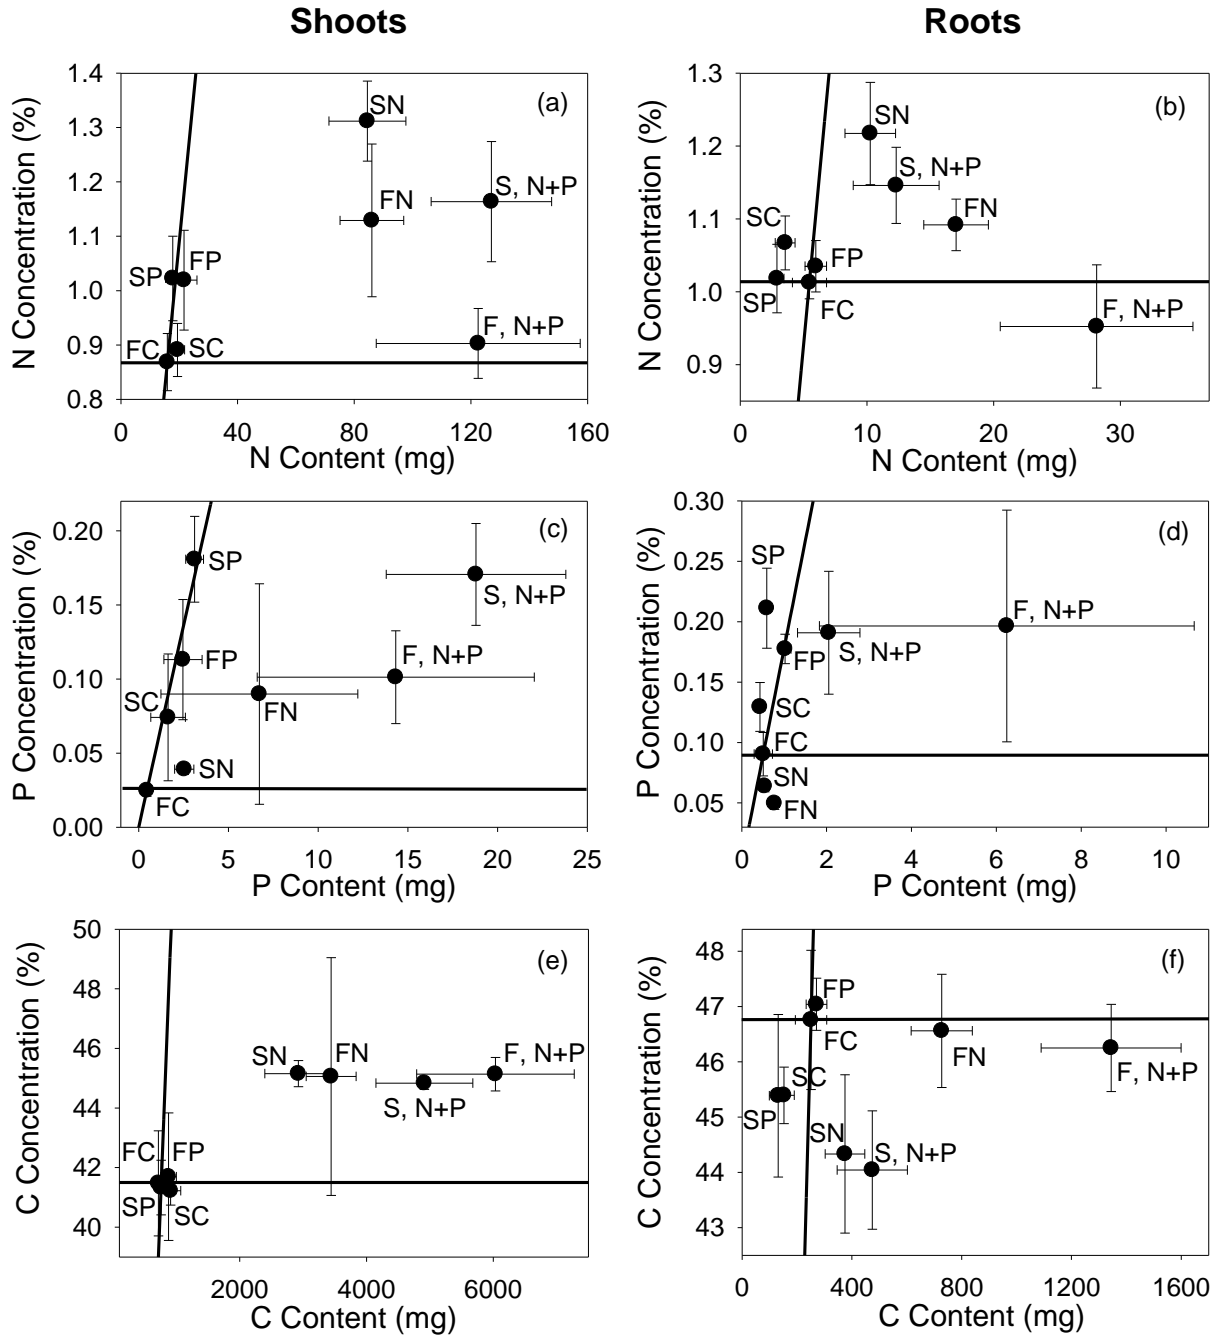 Shoots
Roots
1.4
1.3
1.2
1.1
1.0
0.9
0.8
N Concentration (%)
(a)
SN
FN
S, N+P
SP
FP
FC
SC
F, N+P
0
40
80
120
160
N Content (mg)
1.3
1.2
1.1
1.0
0.9
N Concentration (%)
(b)
SN
S, N+P
FN
SC
FP
SP
FC
F, N+P
0
10
20
30
N Content (mg)
0.20
0.15
0.10
0.05
0.00
P Concentration (%)
(c)
SP
S, N+P
FP
F, N+P
SC
FN
SN
FC
0
5
10
15
20
25
P Content (mg)
0.30
0.25
0.20
0.15
0.10
0.05
P Concentration (%)
(d)
SP
F, N+P
FP
S, N+P
SC
FC
SN
FN
0
2
4
6
8
10
P Content (mg)
50
48
46
44
42
40
C Concentration (%)
(e)
SN
FN
F, N+P
S, N+P
FC
FP
SP
SC
2000
4000
6000
C Content (mg)
48
47
46
45
44
43
C Concentration (%)
(f)
FP
FC
FN
F, N+P
SC
SP
SN
S, N+P
0
400
800
1200
1600
C Content (mg)